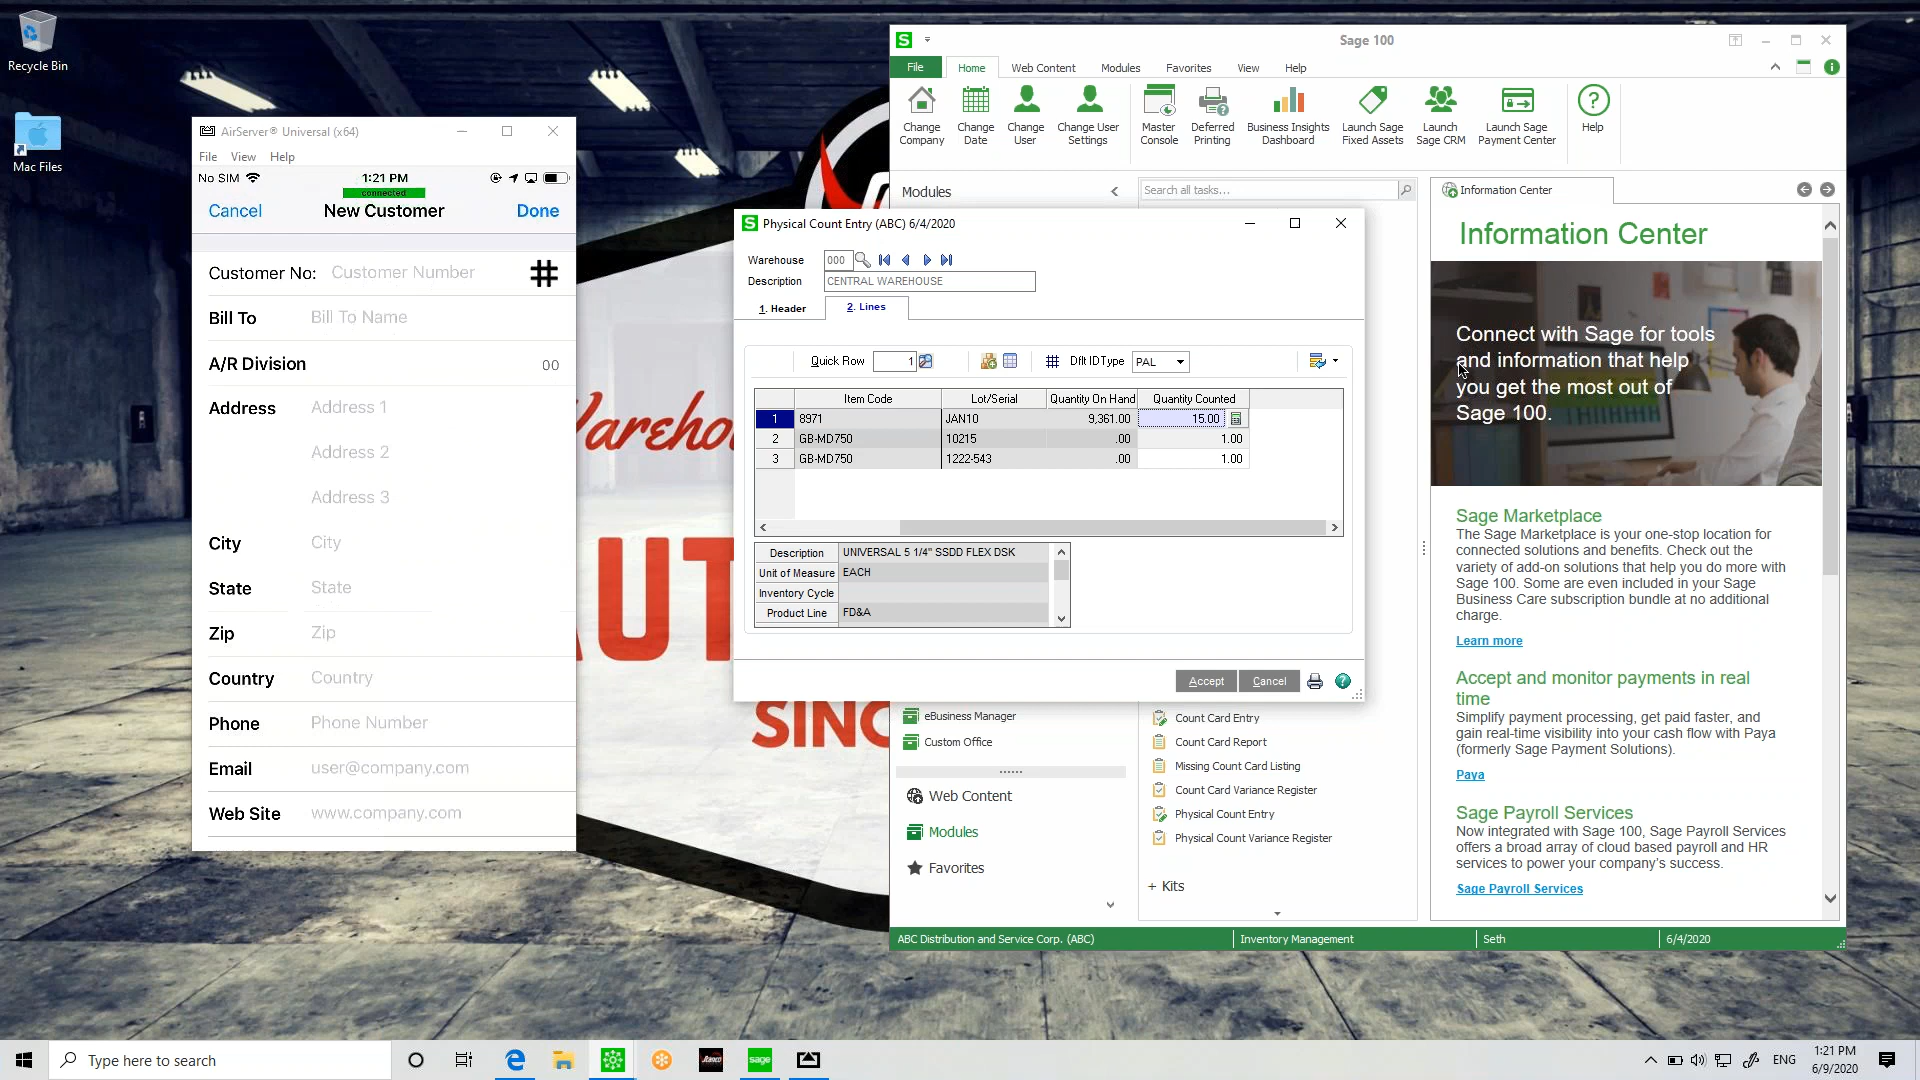 Recycle Bin
Mac Files
AirServer® Universal (x64)
File View Help
No SIM 1:21 PM
connected
Cancel New Customer Done
Customer No: Customer Number
Bill To Bill To Name
A/R Division 00
Address Address 1
Address 2
Address 3
City City
State State
Zip Zip
Country Country
Phone Phone Number
Email user@company.com
Web Site www.company.com
SINC
Sage 100
File Home Web Content Modules Favorites View Help
Change Company
Change Date
Change User
Change User Settings
Master Console
Deferred Printing
Business Insights Dashboard
Launch Sage Fixed Assets
Launch Sage CRM
Launch Sage Payment Center
Help
Modules
Search all tasks...
Physical Count Entry (ABC) 6/4/2020
Warehouse 000
Description CENTRAL WAREHOUSE
1. Header 2. Lines
Quick Row 1 Dflt IDType PAL
Item Code Lot/Serial Quantity On Hand Quantity Counted
1 8971 JAN10 9,361.00 15.00
2 GB-MD750 10215 .00 1.00
3 GB-MD750 1222-543 .00 1.00
Description UNIVERSAL 5 1/4" SSDD FLEX DSK
Unit of Measure EACH
Inventory Cycle
Product Line FD&A
Accept Cancel
eBusiness Manager
Custom Office
Web Content
Modules
Favorites
Count Card Entry
Count Card Report
Missing Count Card Listing
Count Card Variance Register
Physical Count Entry
Physical Count Variance Register
+ Kits
Information Center
Information Center
Connect with Sage for tools
and information that help
you get the most out of
Sage 100.
Sage Marketplace
The Sage Marketplace is your one-stop location for
connected solutions and benefits. Check out the
variety of add-on solutions that help you do more with
Sage 100. Some are even included in your Sage
Business Care subscription bundle at no additional
charge.
Learn more
Accept and monitor payments in real
time
Simplify payment processing, get paid faster, and
gain real-time visibility into your cash flow with Paya
(formerly Sage Payment Solutions).
Paya
Sage Payroll Services
Now integrated with Sage 100, Sage Payroll Services
offers a broad array of cloud based payroll and HR
services to power your company's success.
Sage Payroll Services
ABC Distribution and Service Corp. (ABC) Inventory Management Seth 6/4/2020
Type here to search
sage
ENG
1:21 PM
6/9/2020